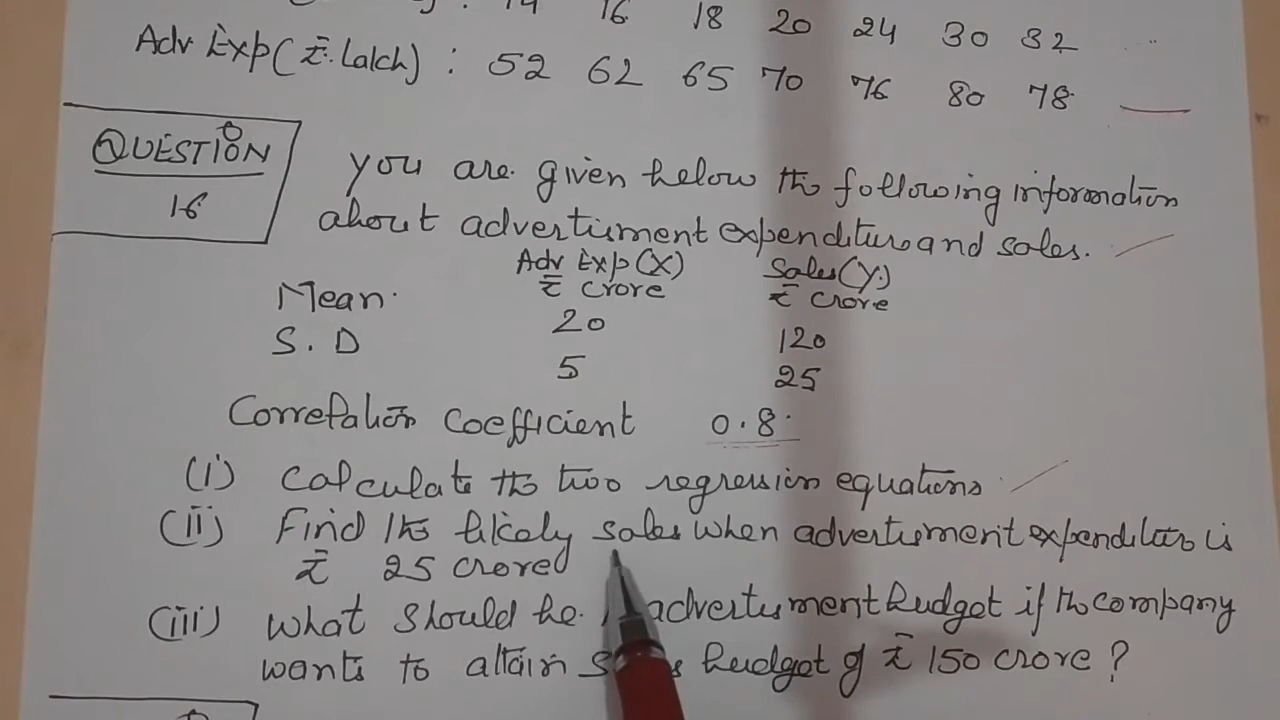 14 16 18 20 24 30 32
Adv Exp (₹. Lakh) : 52 62 65 70 76 80 78
QUESTION
16
You are given below the following information
about advertisment expenditure and sales.
Adv Exp (X) Sales (Y)
₹ Crore ₹ Crore
Mean 20 120
S.D 5 25
Correlation Coefficient 0.8
(i) Calculate the two regression equations
(ii) Find the likely sales when advertisment expenditure is
₹ 25 crore
(iii) What should be advertisment budget if the company
wants to attain budget of ₹ 150 crore?